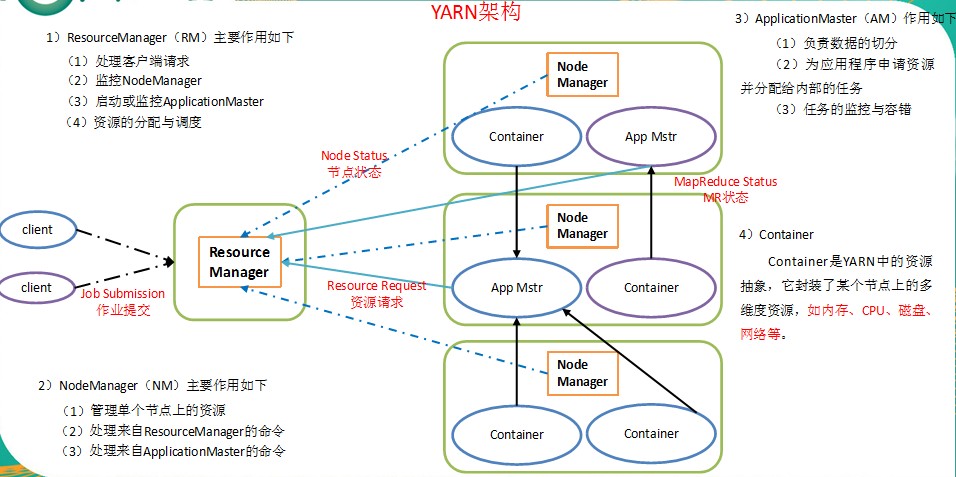 YARN架构
1）ResourceManager（RM）主要作用如下
（1）处理客户端请求
（2）监控NodeManager
（3）启动或监控ApplicationMaster
（4）资源的分配与调度
3）ApplicationMaster（AM）作用如下
（1）负责数据的切分
（2）为应用程序申请资源
并分配给内部的任务
（3）任务的监控与容错
Node
Manager
Container
App Mstr
Node Status
节点状态
MapReduce Status
MR状态
client
client
Job Submission
作业提交
Resource
Manager
Resource Request
资源请求
Node
Manager
App Mstr
Container
4）Container
Container是YARN中的资源
抽象，它封装了某个节点上的多
维度资源，如内存、CPU、磁盘、
网络等。
2）NodeManager（NM）主要作用如下
（1）管理单个节点上的资源
（2）处理来自ResourceManager的命令
（3）处理来自ApplicationMaster的命令
Node
Manager
Container
Container